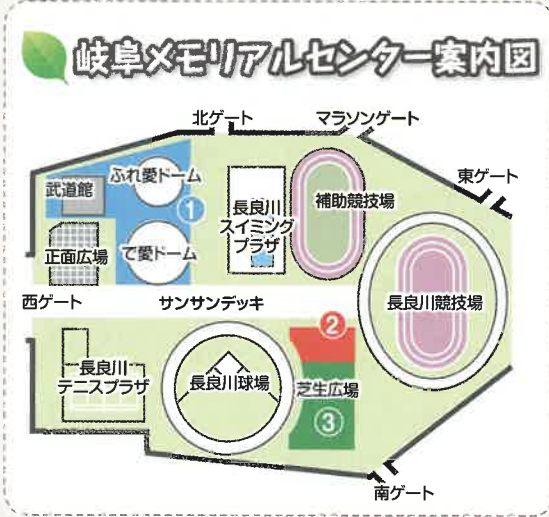 岐阜メモリアルセンター案内図
北ゲート
マラソンゲート
東ゲート
武道館
ふれ愛ドーム
1
長良川
スイミング
プラザ
補助競技場
正面広場
で愛ドーム
長良川競技場
西ゲート
サンサンデッキ
2
長良川
テニスプラザ
長良川球場
芝生広場
3
南ゲート